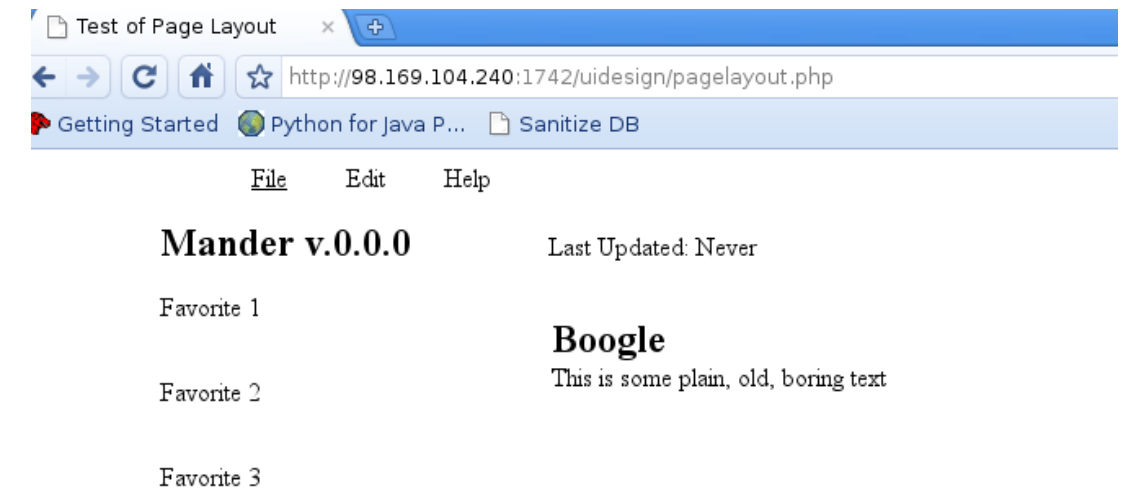 Test of Page Layout
http://98.169.104.240:1742/uidesign/pagelayout.php
Getting Started Python for Java P... Sanitize DB
File Edit Help
Mander v.0.0.0 Last Updated: Never
Favorite 1
Boogle
This is some plain, old, boring text
Favorite 2
Favorite 3